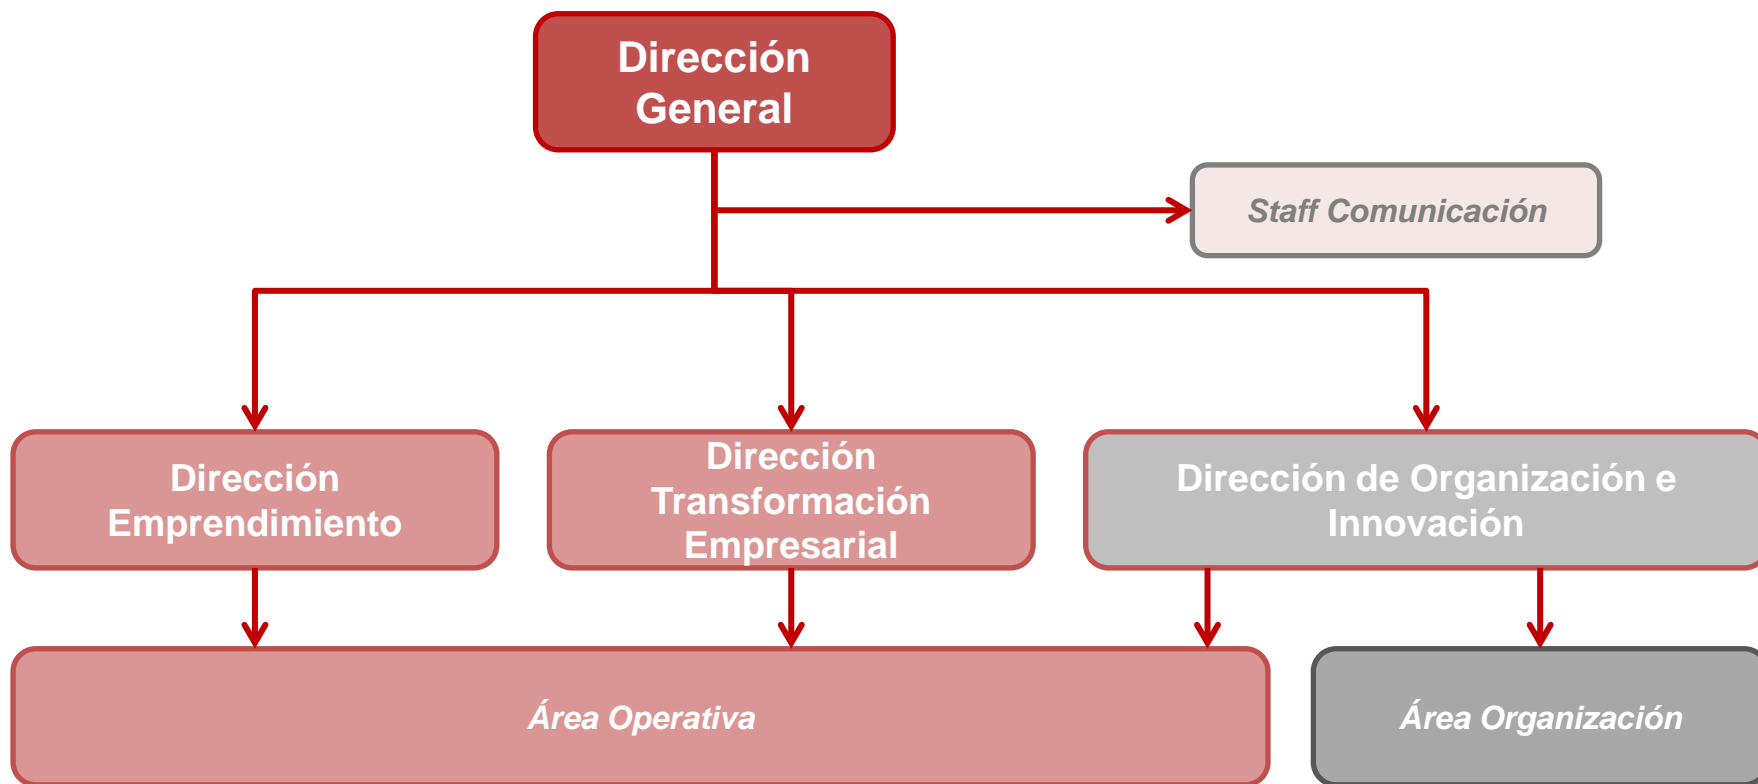 Dirección
General
Staff Comunicación
Dirección
Emprendimiento
Dirección
Transformación
Empresarial
Dirección de Organización e
Innovación
Área Operativa
Área Organización